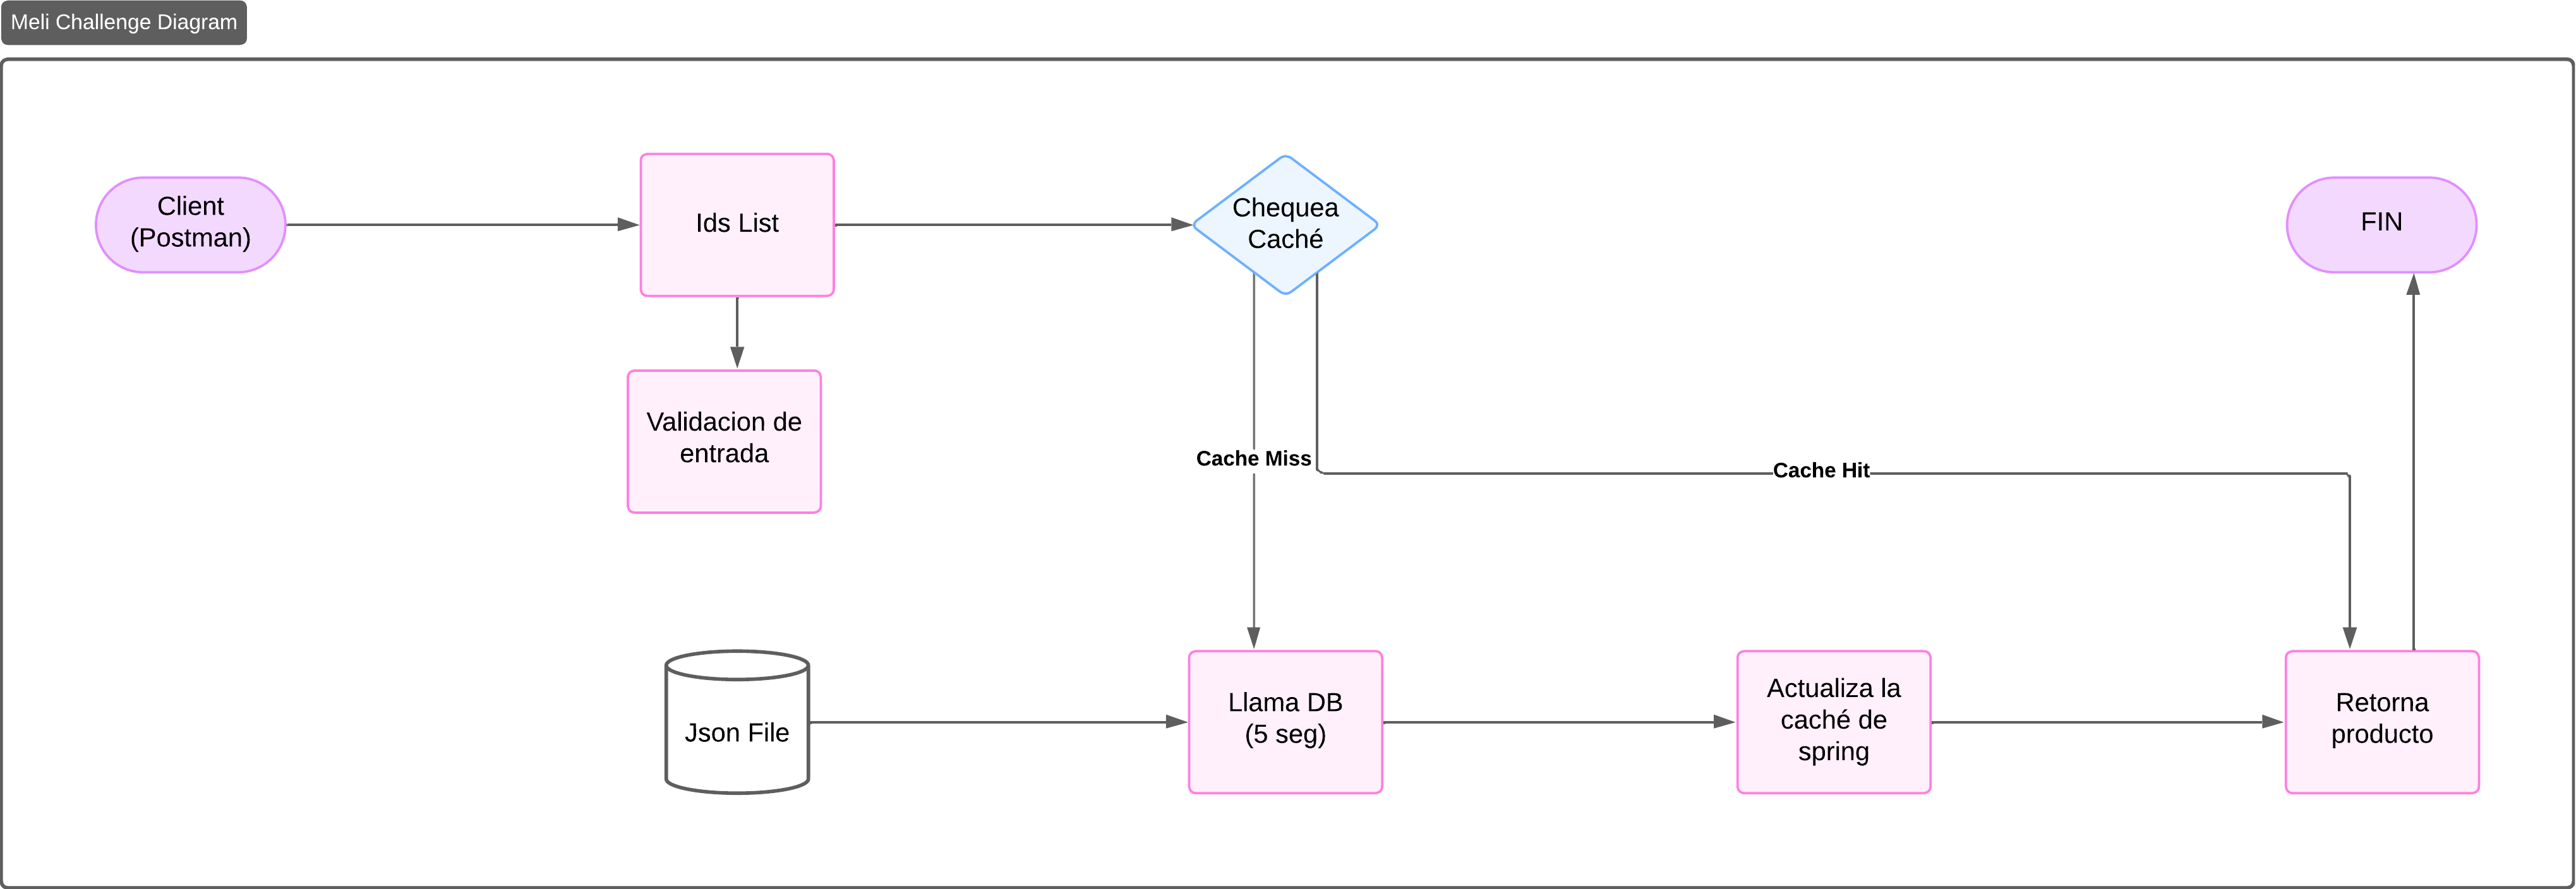 Meli Challenge Diagram
Client
(Postman)
Ids List
Chequea
Caché
FIN
Validacion de
entrada
Cache Miss
Cache Hit
Json File
Llama DB
(5 seg)
Actualiza la
caché de
spring
Retorna
producto